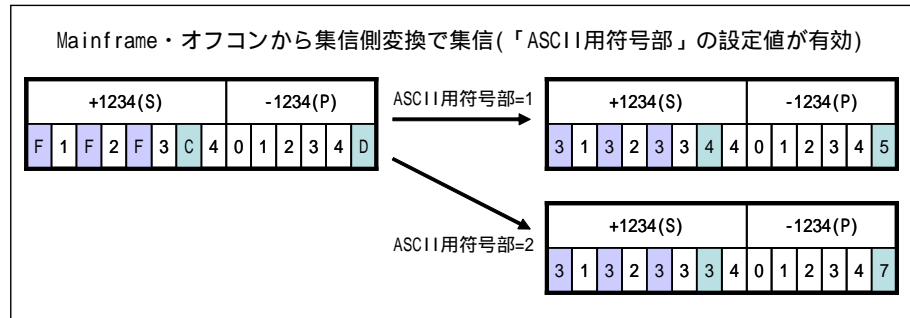 Mainframe・オフコンから集信側変換で集信(「ASCII用符号部」の設定値が有効)
+1234(S) -1234(P)
F 1 F 2 F 3 C 4 0 1 2 3 4 D
ASCII用符号部=1
+1234(S) -1234(P)
3 1 3 2 3 3 4 4 0 1 2 3 4 5
ASCII用符号部=2
+1234(S) -1234(P)
3 1 3 2 3 3 3 4 0 1 2 3 4 7